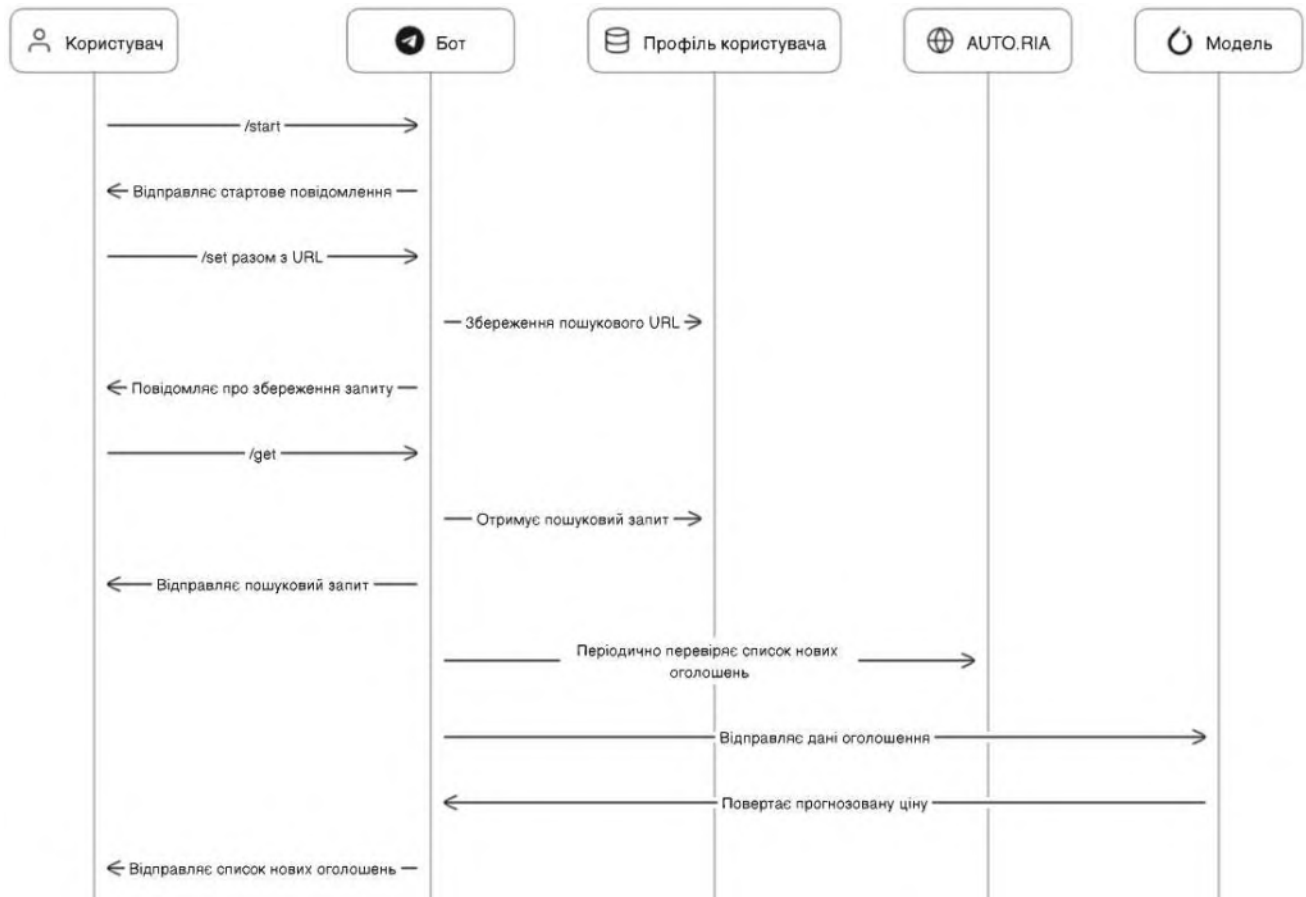 Користувач
Бот
Профіль користувача
AUTO.RIA
Модель
/start
Відправляє стартове повідомлення
/set разом з URL
Збереження пошукового URL
Повідомляє про збереження запиту
/get
Отримує пошуковий запит
Відправляє пошуковий запит
Періодично перевіряє список нових
оголошень
Відправляє дані оголошення
Повертає прогнозовану ціну
Відправляє список нових оголошень